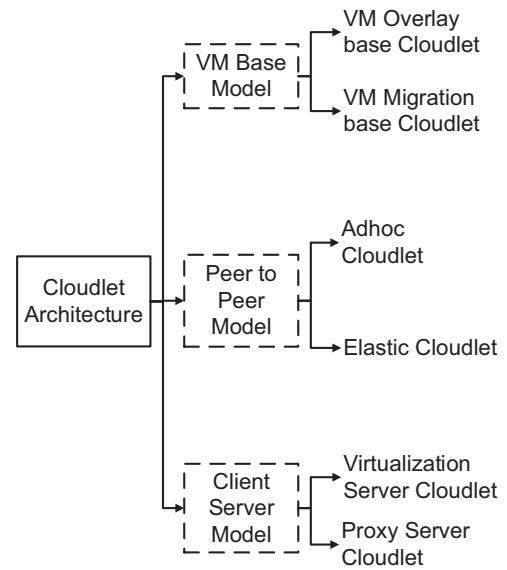 Cloudlet
Architecture
VM Base
Model
VM Overlay
base Cloudlet
VM Migration
base Cloudlet
Peer to
Peer
Model
Adhoc
Cloudlet
Elastic Cloudlet
Client
Server
Model
Virtualization
Server Cloudlet
Proxy Server
Cloudlet